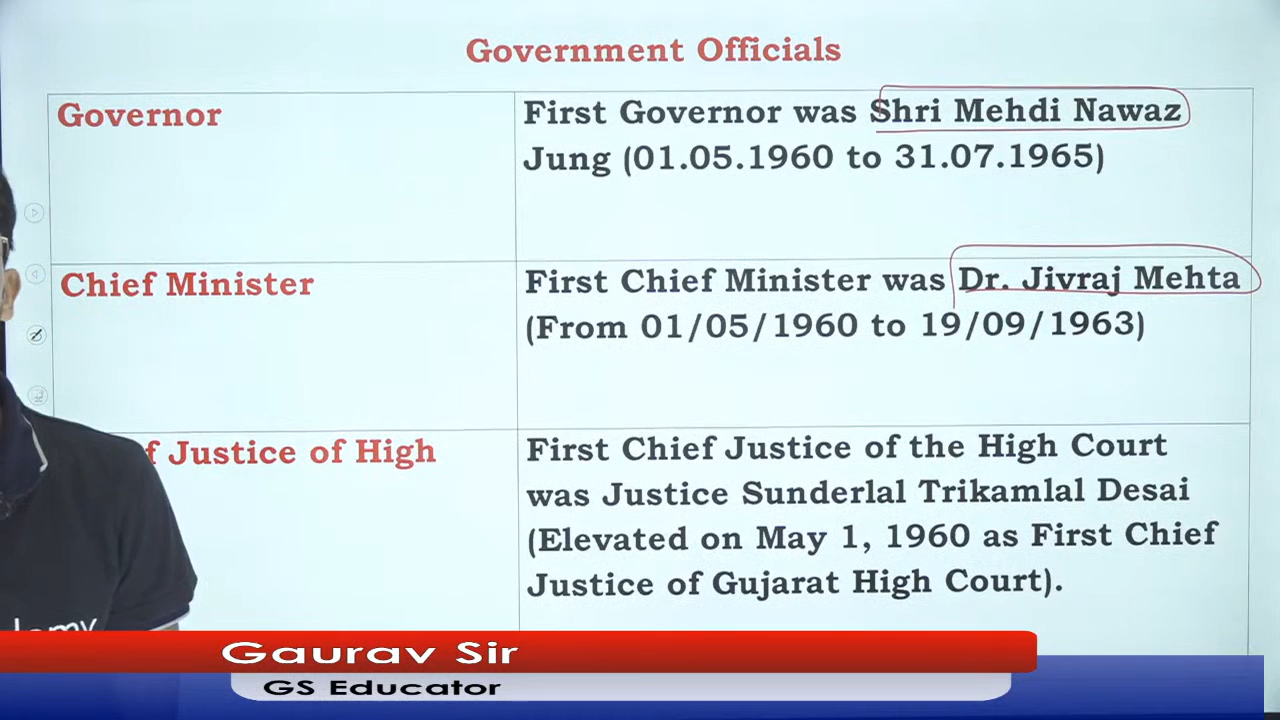 Government Officials
Governor
First Governor was Shri Mehdi Nawaz
Jung (01.05.1960 to 31.07.1965)
Chief Minister
First Chief Minister was Dr. Jivraj Mehta
(From 01/05/1960 to 19/09/1963)
f Justice of High
First Chief Justice of the High Court
was Justice Sunderlal Trikamlal Desai
(Elevated on May 1, 1960 as First Chief
Justice of Gujarat High Court).
Gaurav Sir
GS Educator